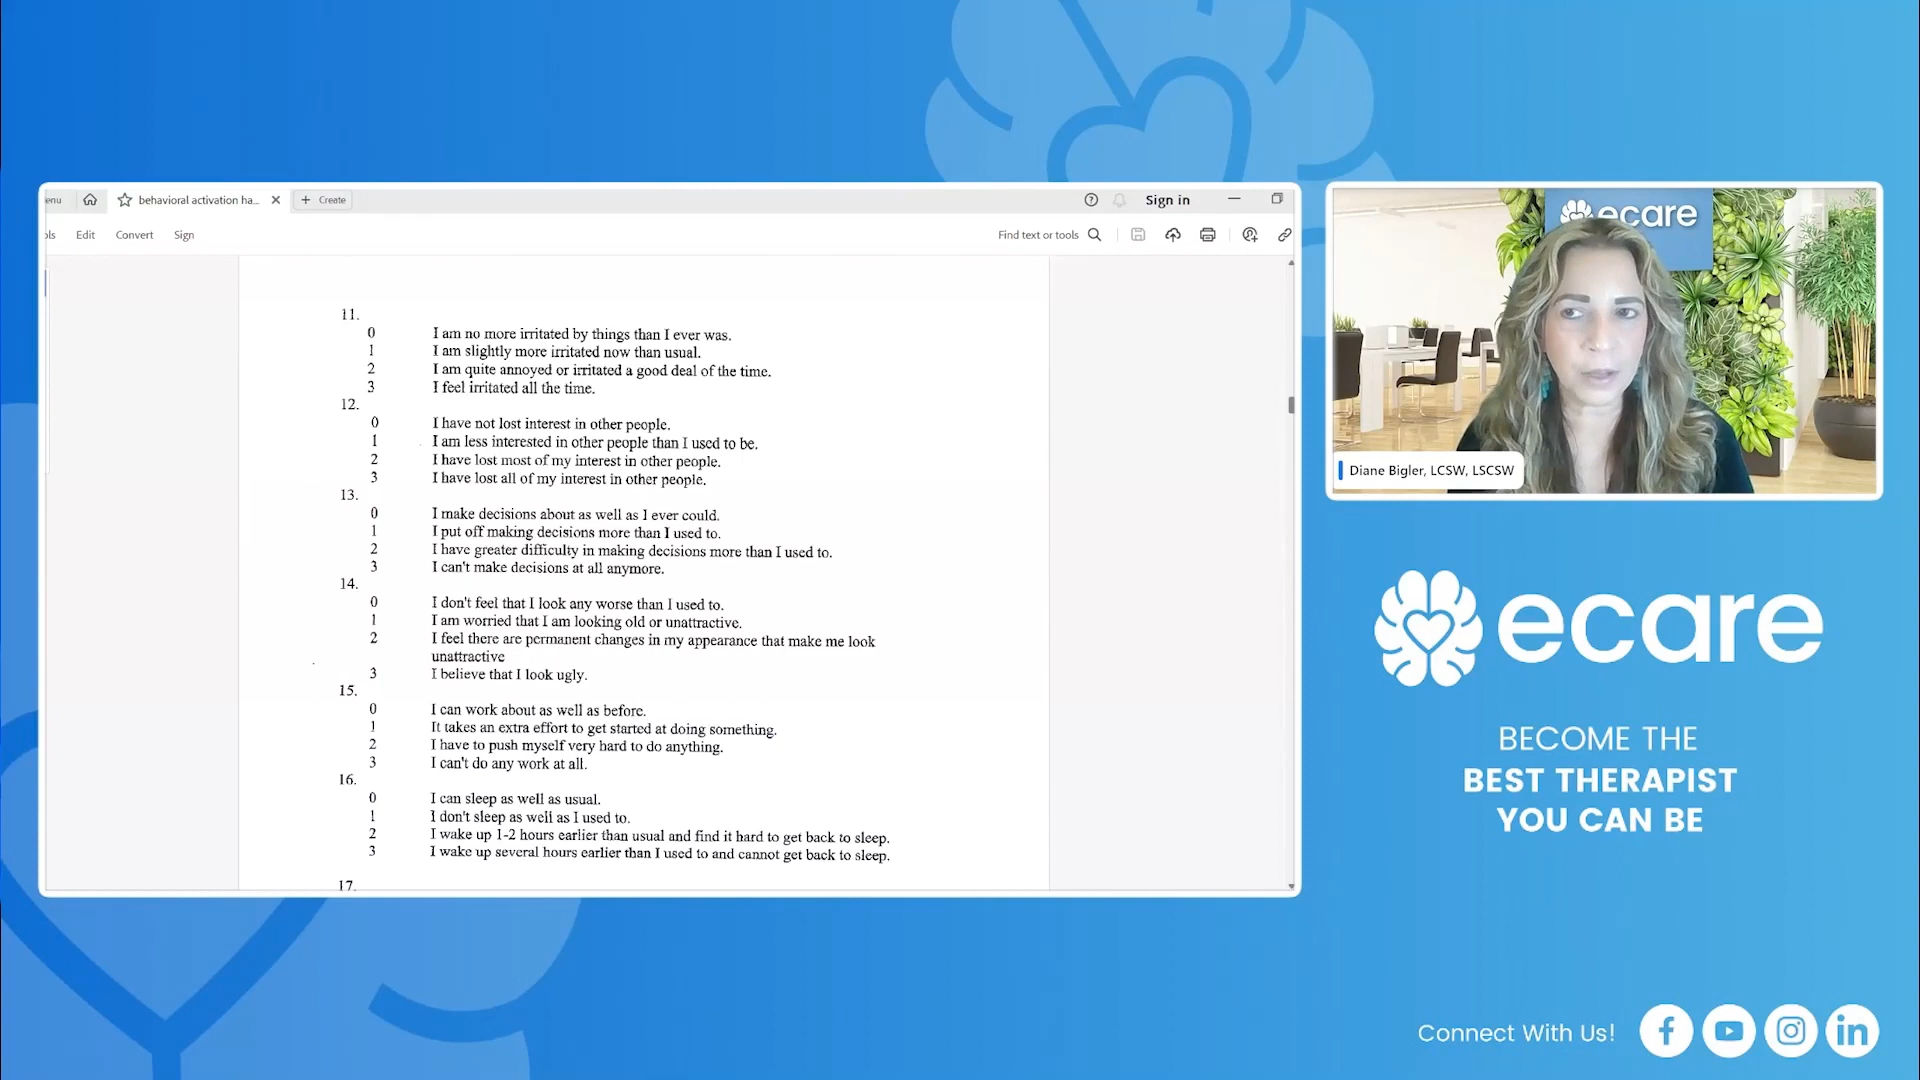 enu
behavioral activation ha...
Create
Sign in
ols
Edit
Convert
Sign
Find text or tools
11.
0 I am no more irritated by things than I ever was.
1 I am slightly more irritated now than usual.
2 I am quite annoyed or irritated a good deal of the time.
3 I feel irritated all the time.
12.
0 I have not lost interest in other people.
1 I am less interested in other people than I used to be.
2 I have lost most of my interest in other people.
3 I have lost all of my interest in other people.
13.
0 I make decisions about as well as I ever could.
1 I put off making decisions more than I used to.
2 I have greater difficulty in making decisions more than I used to.
3 I can't make decisions at all anymore.
14.
0 I don't feel that I look any worse than I used to.
1 I am worried that I am looking old or unattractive.
2 I feel there are permanent changes in my appearance that make me look
unattractive
3 I believe that I look ugly.
15.
0 I can work about as well as before.
1 It takes an extra effort to get started at doing something.
2 I have to push myself very hard to do anything.
3 I can't do any work at all.
16.
0 I can sleep as well as usual.
1 I don't sleep as well as I used to.
2 I wake up 1-2 hours earlier than usual and find it hard to get back to sleep.
3 I wake up several hours earlier than I used to and cannot get back to sleep.
17.
ecare
Diane Bigler, LCSW, LSCSW
ecare
BECOME THE
BEST THERAPIST
YOU CAN BE
Connect With Us!